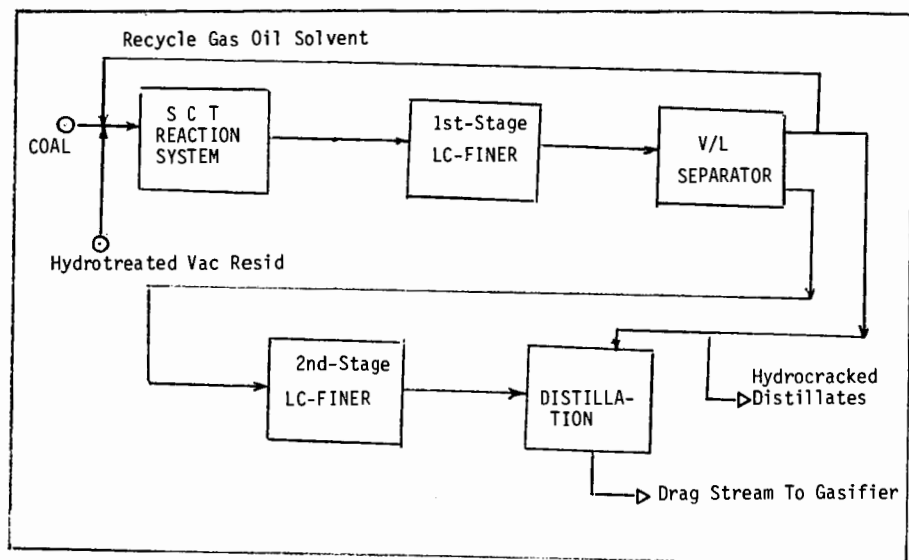 Recycle Gas Oil Solvent
COAL
S C T
REACTION
SYSTEM
1st-Stage
LC-FINER
V/L
SEPARATOR
Hydrotreated Vac Resid
2nd-Stage
LC-FINER
DISTILLA-
TION
Hydrocracked
Distillates
Drag Stream To Gasifier